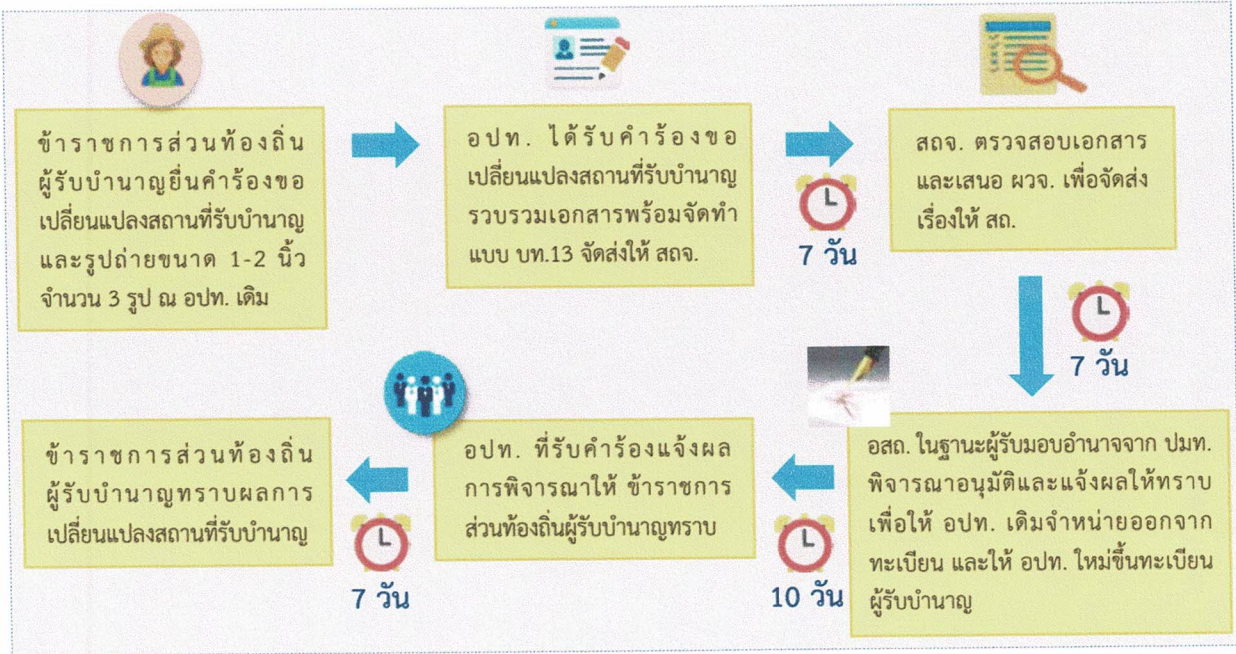 ข้าราชการส่วนท้องถิ่น
ผู้รับบำนาญยื่นคำร้องขอ
เปลี่ยนแปลงสถานที่รับบำนาญ
และรูปถ่ายขนาด 1-2 นิ้ว
จำนวน 3 รูป ณ อปท. เดิม
อปท. ได้รับคำร้องขอ
เปลี่ยนแปลงสถานที่รับบำนาญ
รวบรวมเอกสารพร้อมจัดทำ
แบบ บท.13 จัดส่งให้ สถจ.
7 วัน
สถจ. ตรวจสอบเอกสาร
และเสนอ ผวจ. เพื่อจัดส่ง
เรื่องให้ สถ.
7 วัน
อสถ. ในฐานะผู้รับมอบอำนาจจาก ปมท.
พิจารณาอนุมัติและแจ้งผลให้ทราบ
เพื่อให้ อปท. เดิมจำหน่ายออกจาก
ทะเบียน และให้ อปท. ใหม่ขึ้นทะเบียน
ผู้รับบำนาญ
10 วัน
อปท. ที่รับคำร้องแจ้งผล
การพิจารณาให้ ข้าราชการ
ส่วนท้องถิ่นผู้รับบำนาญทราบ
7 วัน
ข้าราชการส่วนท้องถิ่น
ผู้รับบำนาญทราบผลการ
เปลี่ยนแปลงสถานที่รับบำนาญ